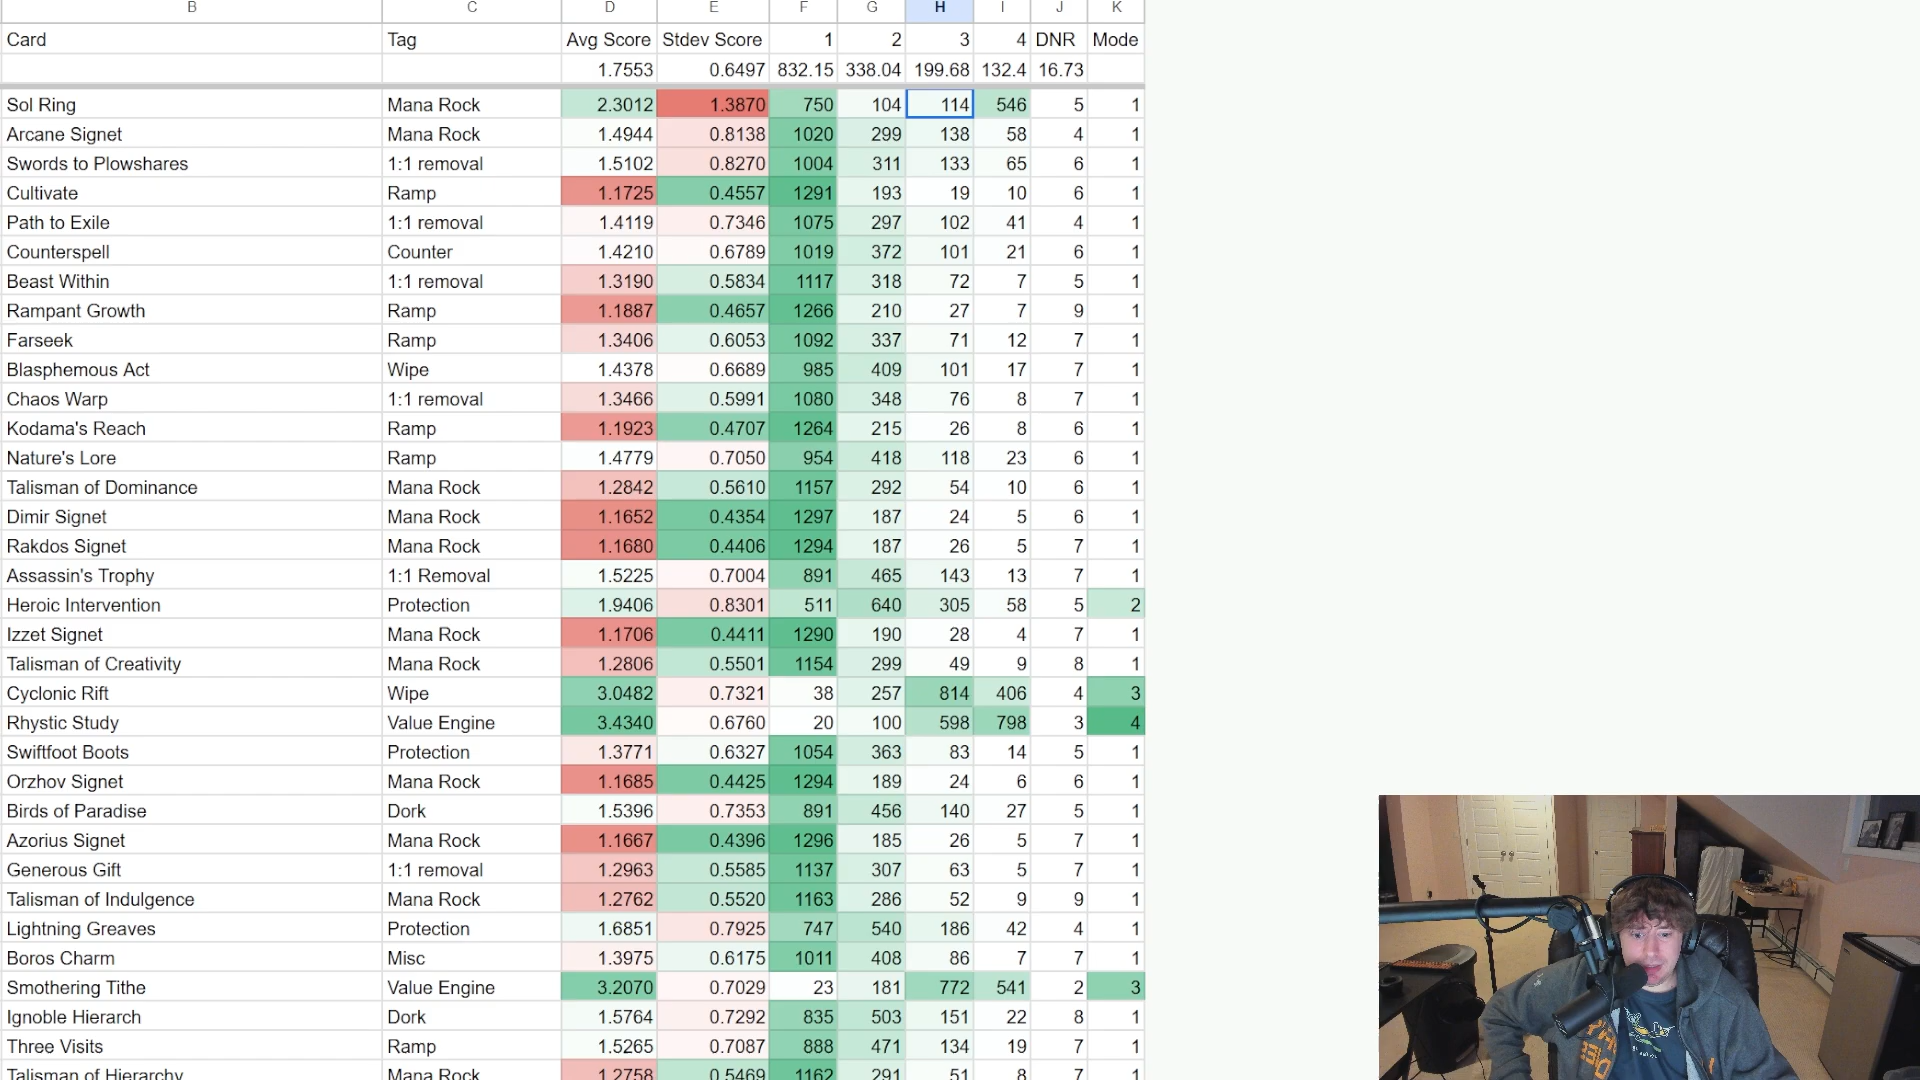 B C D E F G H I J K
Card Tag Avg Score Stdev Score 1 2 3 4 DNR Mode
1.7553 0.6497 832.15 338.04 199.68 132.4 16.73
Sol Ring Mana Rock 2.3012 1.3870 750 104 114 546 5 1
Arcane Signet Mana Rock 1.4944 0.8138 1020 299 138 58 4 1
Swords to Plowshares 1:1 removal 1.5102 0.8270 1004 311 133 65 6 1
Cultivate Ramp 1.1725 0.4557 1291 193 19 10 6 1
Path to Exile 1:1 removal 1.4119 0.7346 1075 297 102 41 4 1
Counterspell Counter 1.4210 0.6789 1019 372 101 21 6 1
Beast Within 1:1 removal 1.3190 0.5834 1117 318 72 7 5 1
Rampant Growth Ramp 1.1887 0.4657 1266 210 27 7 9 1
Farseek Ramp 1.3406 0.6053 1092 337 71 12 7 1
Blasphemous Act Wipe 1.4378 0.6689 985 409 101 17 7 1
Chaos Warp 1:1 removal 1.3466 0.5991 1080 348 76 8 7 1
Kodama's Reach Ramp 1.1923 0.4707 1264 215 26 8 6 1
Nature's Lore Ramp 1.4779 0.7050 954 418 118 23 6 1
Talisman of Dominance Mana Rock 1.2842 0.5610 1157 292 54 10 6 1
Dimir Signet Mana Rock 1.1652 0.4354 1297 187 24 5 6 1
Rakdos Signet Mana Rock 1.1680 0.4406 1294 187 26 5 7 1
Assassin's Trophy 1:1 Removal 1.5225 0.7004 891 465 143 13 7 1
Heroic Intervention Protection 1.9406 0.8301 511 640 305 58 5 2
Izzet Signet Mana Rock 1.1706 0.4411 1290 190 28 4 7 1
Talisman of Creativity Mana Rock 1.2806 0.5501 1154 299 49 9 8 1
Cyclonic Rift Wipe 3.0482 0.7321 38 257 814 406 4 3
Rhystic Study Value Engine 3.4340 0.6760 20 100 598 798 3 4
Swiftfoot Boots Protection 1.3771 0.6327 1054 363 83 14 5 1
Orzhov Signet Mana Rock 1.1685 0.4425 1294 189 24 6 6 1
Birds of Paradise Dork 1.5396 0.7353 891 456 140 27 5 1
Azorius Signet Mana Rock 1.1667 0.4396 1296 185 26 5 7 1
Generous Gift 1:1 removal 1.2963 0.5585 1137 307 63 5 7 1
Talisman of Indulgence Mana Rock 1.2762 0.5520 1163 286 52 9 9 1
Lightning Greaves Protection 1.6851 0.7925 747 540 186 42 4 1
Boros Charm Misc 1.3975 0.6175 1011 408 86 7 7 1
Smothering Tithe Value Engine 3.2070 0.7029 23 181 772 541 2 3
Ignoble Hierarch Dork 1.5764 0.7292 835 503 151 22 8 1
Three Visits Ramp 1.5265 0.7087 888 471 134 19 7 1
Talisman of Hierarchy Mana Rock 1.2758 0.5469 1162 291 51 8 7 1